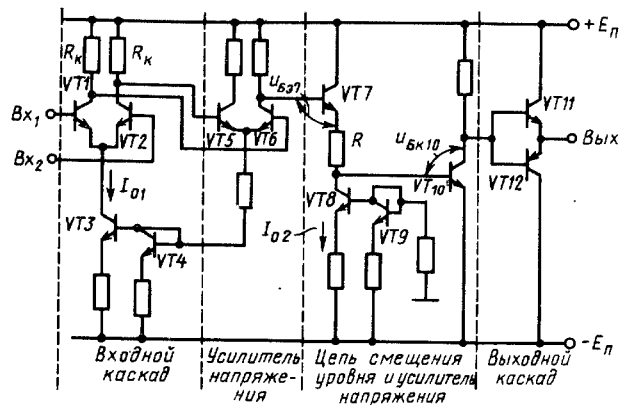 +Eп
Rк
Rк
VT1
VT2
Вх₁
Вх₂
I₀₁
VT3
VT4
VT5
VT6
uБэ7
VT7
R
uБк10
VT10
VT8
VT9
I₀₂
VT11
VT12
Вых
-Eп
Входной
каскад
Усилитель
напряже-
ния
Цепь смещения
уровня и усилитель
напряжения
Выходной
каскад